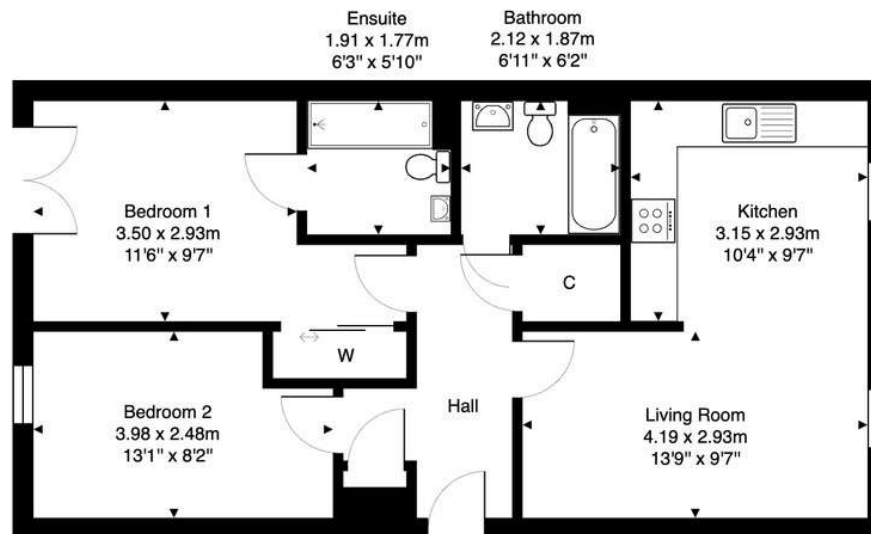 Ensuite
1.91 x 1.77m
6'3" x 5'10"
Bathroom
2.12 x 1.87m
6'11" x 6'2"
Bedroom 1
3.50 x 2.93m
11'6" x 9'7"
Kitchen
3.15 x 2.93m
10'4" x 9'7"
C
W
Hall
Bedroom 2
3.98 x 2.48m
13'1" x 8'2"
Living Room
4.19 x 2.93m
13'9" x 9'7"